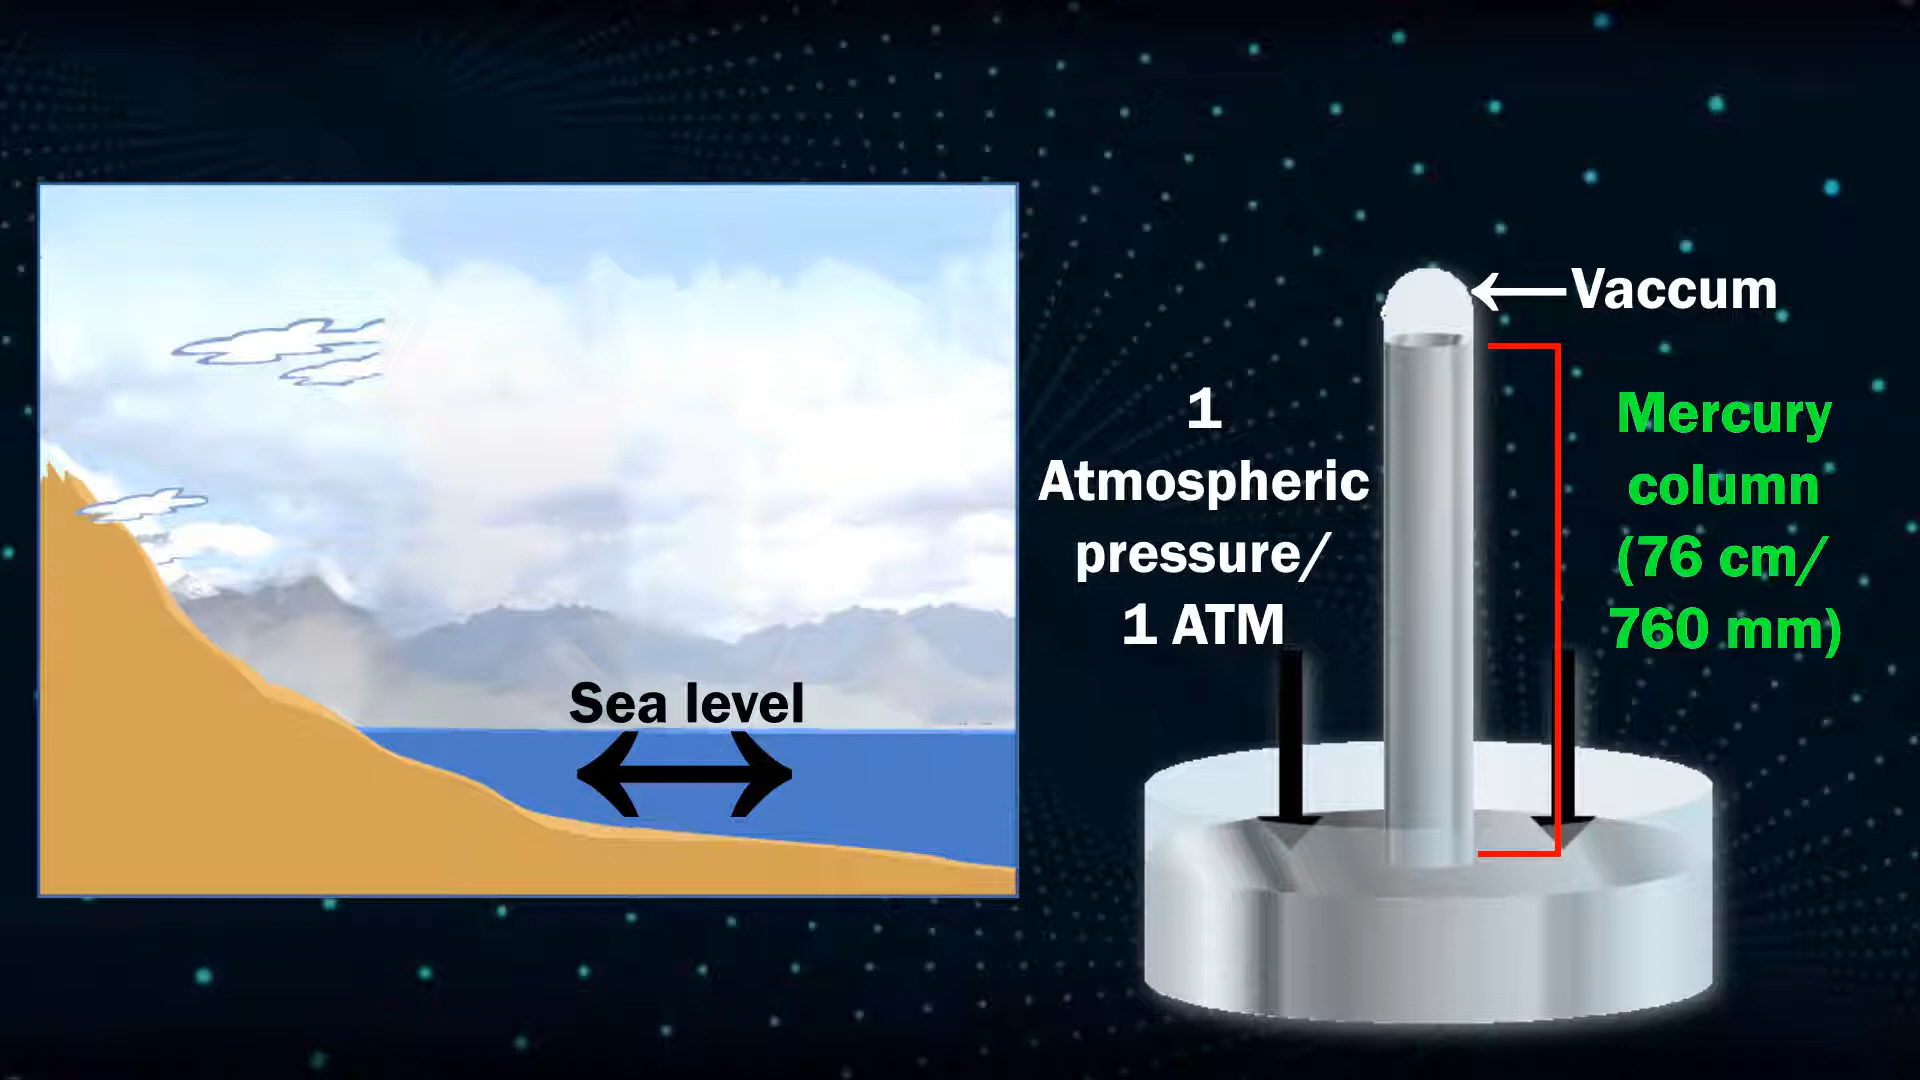 Sea level
1
Atmospheric
pressure/
1 ATM
Vaccum
Mercury
column
(76 cm/
760 mm)